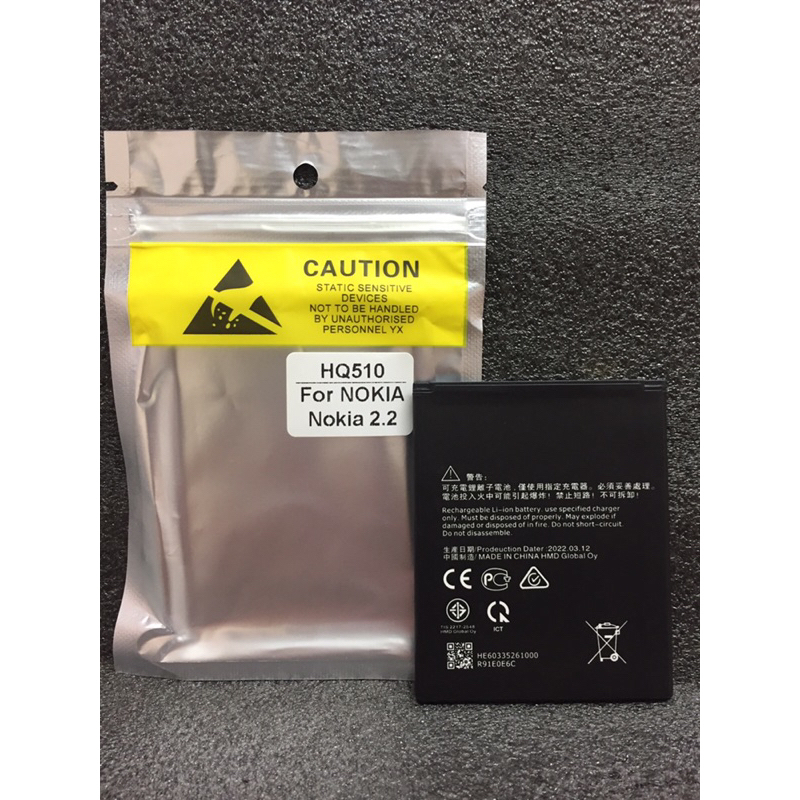 CAUTION
STATIC SENSITIVE
DEVICES
NOT TO BE HANDLED
BY UNAUTHORISED
PERSONNEL YX
HQ510
For NOKIA
Nokia 2.2
警告:
可充電鋰離子電池，僅使用指定充電器。必須妥善處理。
電池投入火中可能引起爆炸！禁止短路！不可拆卸！
Rechargeable Li-ion battery. use specified charger
only. Must be disposed of properly. May explode if
damaged or disposed of in fire. Do not short-circuit.
Do not disassemble.
生產日期/Prodeuction Dater :2022.03.12
中國制造/ MADE IN CHINA HMD Global Oy
CE
TIS 2217-2548
HMD Global Oy
ICT
HE60335261000
R91E0E6C